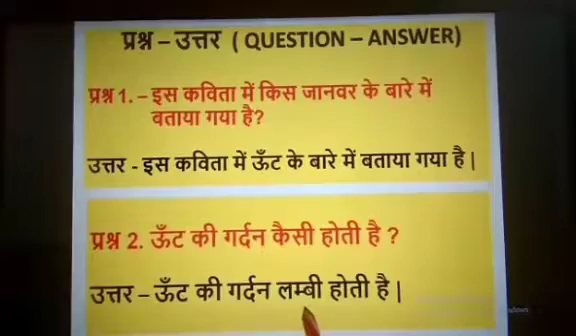 प्रश्न – उत्तर ( QUESTION – ANSWER)
प्रश्न 1. – इस कविता में किस जानवर के बारे में
बताया गया है?
उत्तर - इस कविता में ऊँट के बारे में बताया गया है |
प्रश्न 2. ऊँट की गर्दन कैसी होती है ?
उत्तर – ऊँट की गर्दन लम्बी होती है |